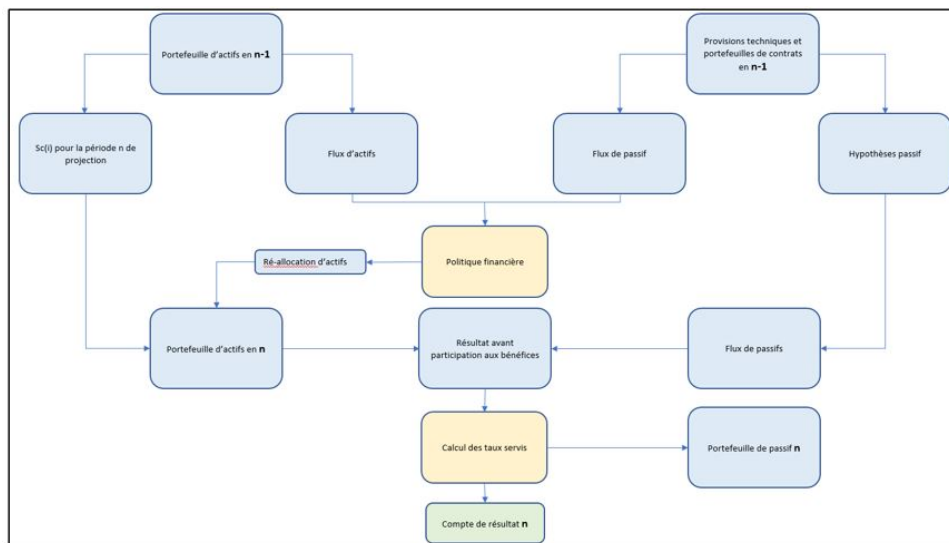 Portefeuille d'actifs en n-1
Provisions techniques et
portefeuilles de contrats
en n-1
Sc(i) pour la période n de
projection
Flux d'actifs
Flux de passif
Hypothèses passif
Politique financière
Ré-allocation d'actifs
Portefeuille d'actifs en n
Résultat avant
participation aux bénéfices
Flux de passifs
Calcul des taux servis
Portefeuille de passif n
Compte de résultat n